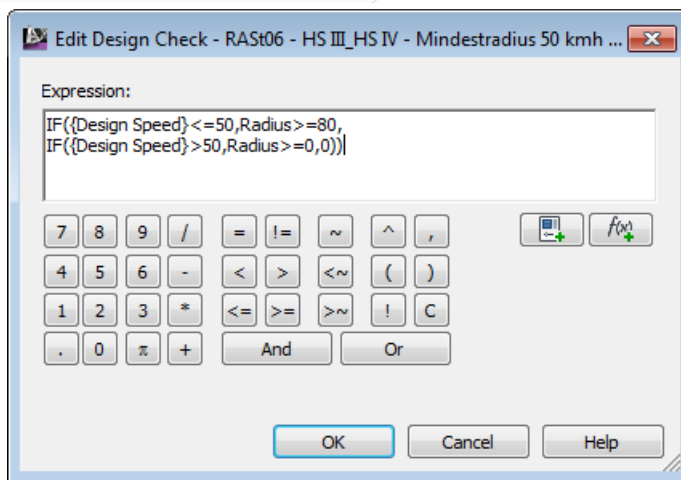 Edit Design Check - RASt06 - HS III_HS IV - Mindestradius 50 kmh ...
Expression:
IF({Design Speed}<=50,Radius>=80,
IF({Design Speed}>50,Radius>=0,0))
7 8 9 / = != ~ ^ , f(x)
4 5 6 - < > <~ ( )
1 2 3 * <= >= >~ ! C
. 0 π + And Or
OK Cancel Help